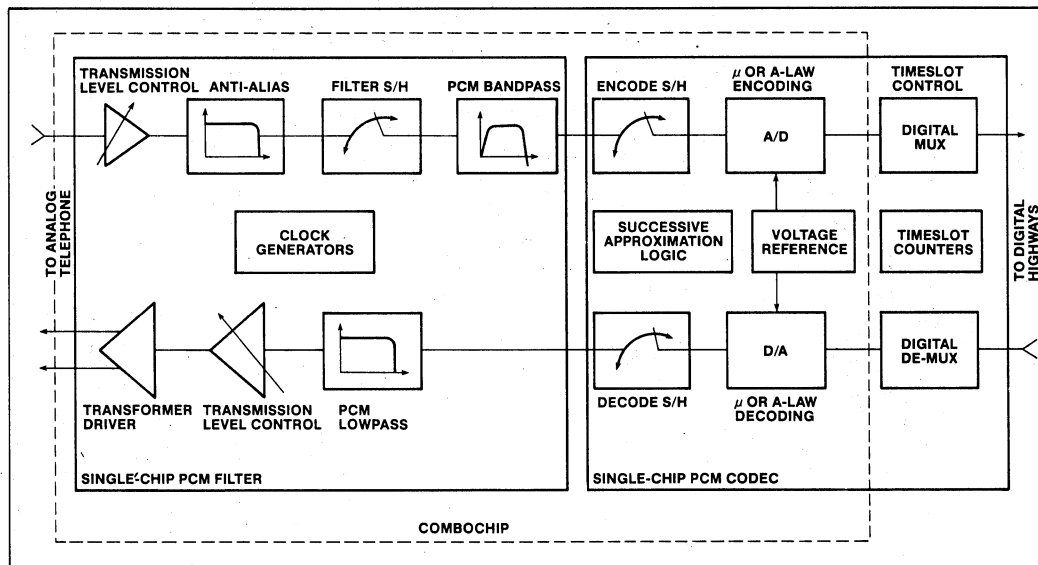 TRANSMISSION
LEVEL CONTROL
ANTI-ALIAS
FILTER S/H
PCM BANDPASS
ENCODE S/H
μ OR A-LAW
ENCODING
TIMESLOT
CONTROL
A/D
DIGITAL
MUX
TO ANALOG
TELEPHONE
CLOCK
GENERATORS
SUCCESSIVE
APPROXIMATION
LOGIC
VOLTAGE
REFERENCE
TIMESLOT
COUNTERS
TO DIGITAL
HIGHWAYS
D/A
DIGITAL
DE-MUX
TRANSFORMER
DRIVER
TRANSMISSION
LEVEL CONTROL
PCM
LOWPASS
DECODE S/H
μ OR A-LAW
DECODING
SINGLE-CHIP PCM FILTER
SINGLE-CHIP PCM CODEC
COMBOCHIP